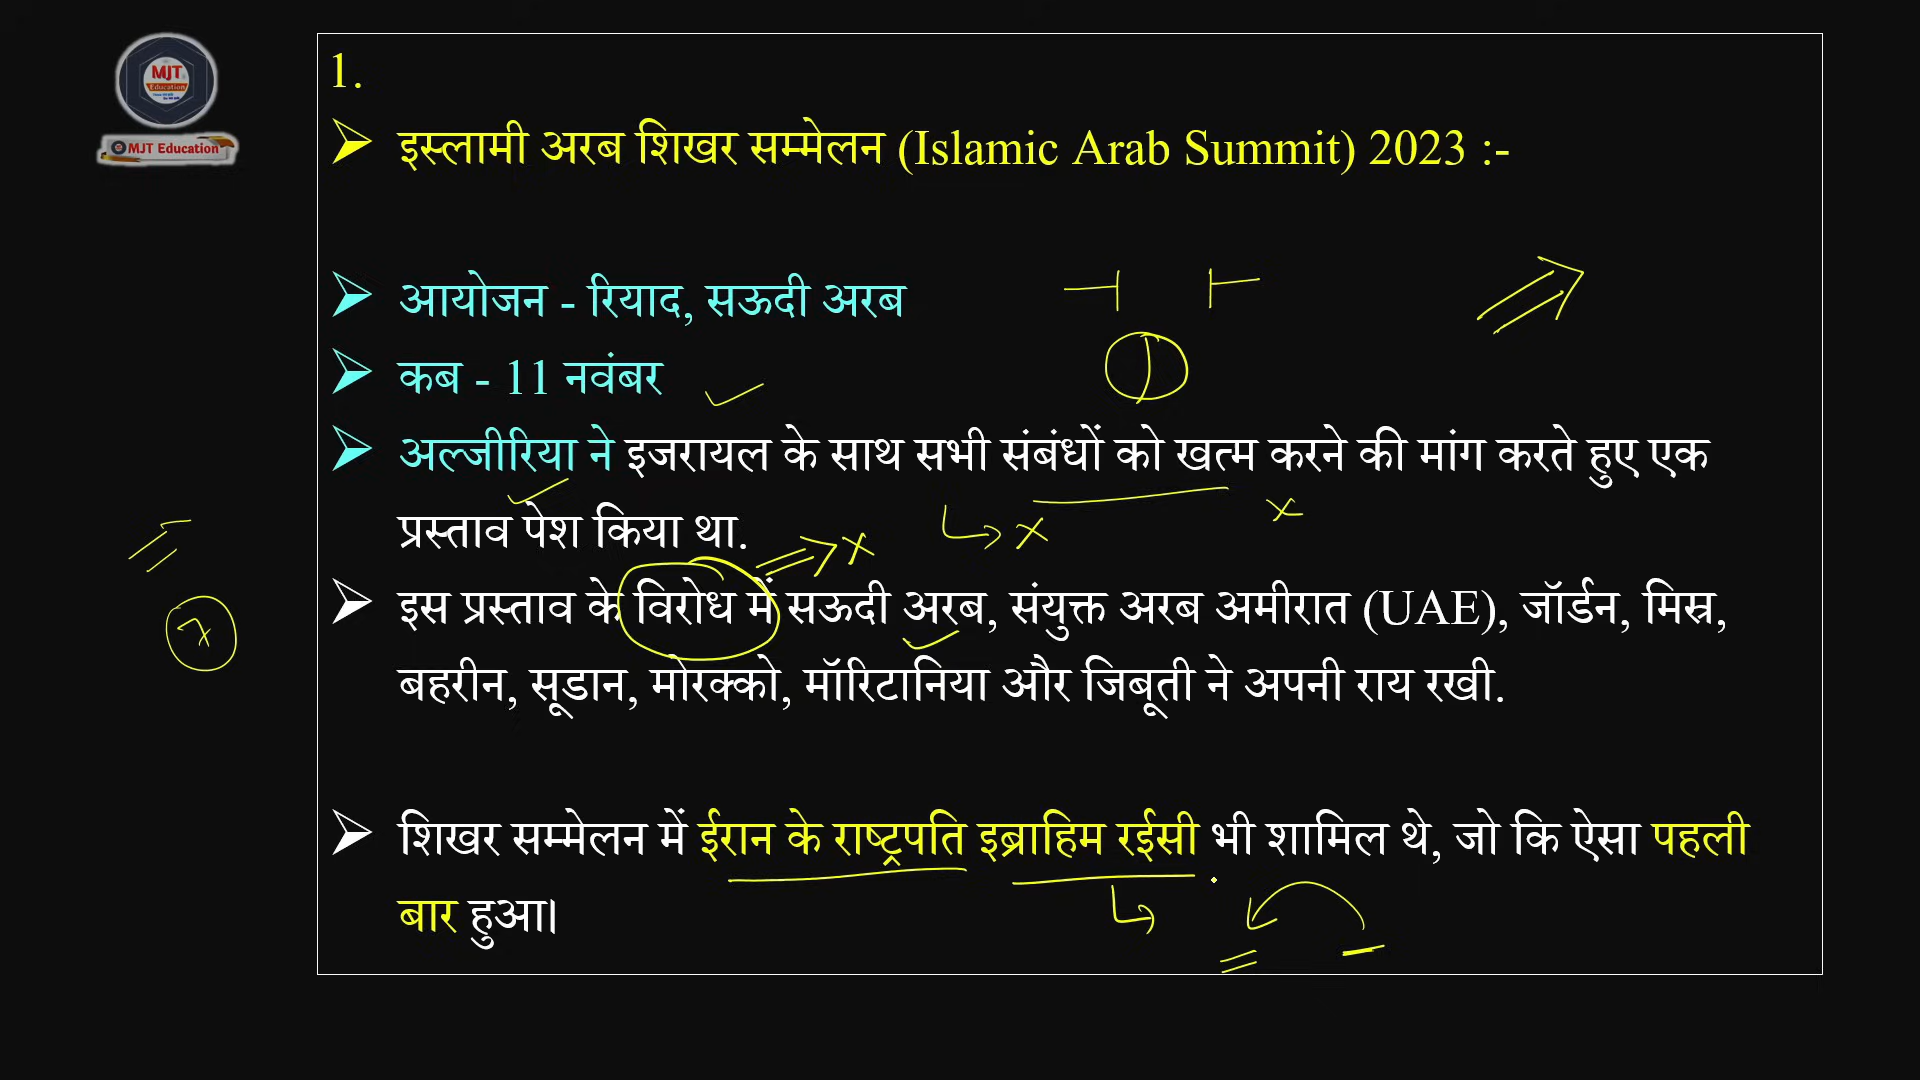 MJT
Education
MJT Education
1.
इस्लामी अरब शिखर सम्मेलन (Islamic Arab Summit) 2023 :-
आयोजन - रियाद, सऊदी अरब
कब - 11 नवंबर
अल्जीरिया ने इजरायल के साथ सभी संबंधों को खत्म करने की मांग करते हुए एक
प्रस्ताव पेश किया था.
इस प्रस्ताव के विरोध में सऊदी अरब, संयुक्त अरब अमीरात (UAE), जॉर्डन, मिस्र,
बहरीन, सूडान, मोरक्को, मॉरिटानिया और जिबूती ने अपनी राय रखी.
शिखर सम्मेलन में ईरान के राष्ट्रपति इब्राहिम रईसी भी शामिल थे, जो कि ऐसा पहली
बार हुआ।